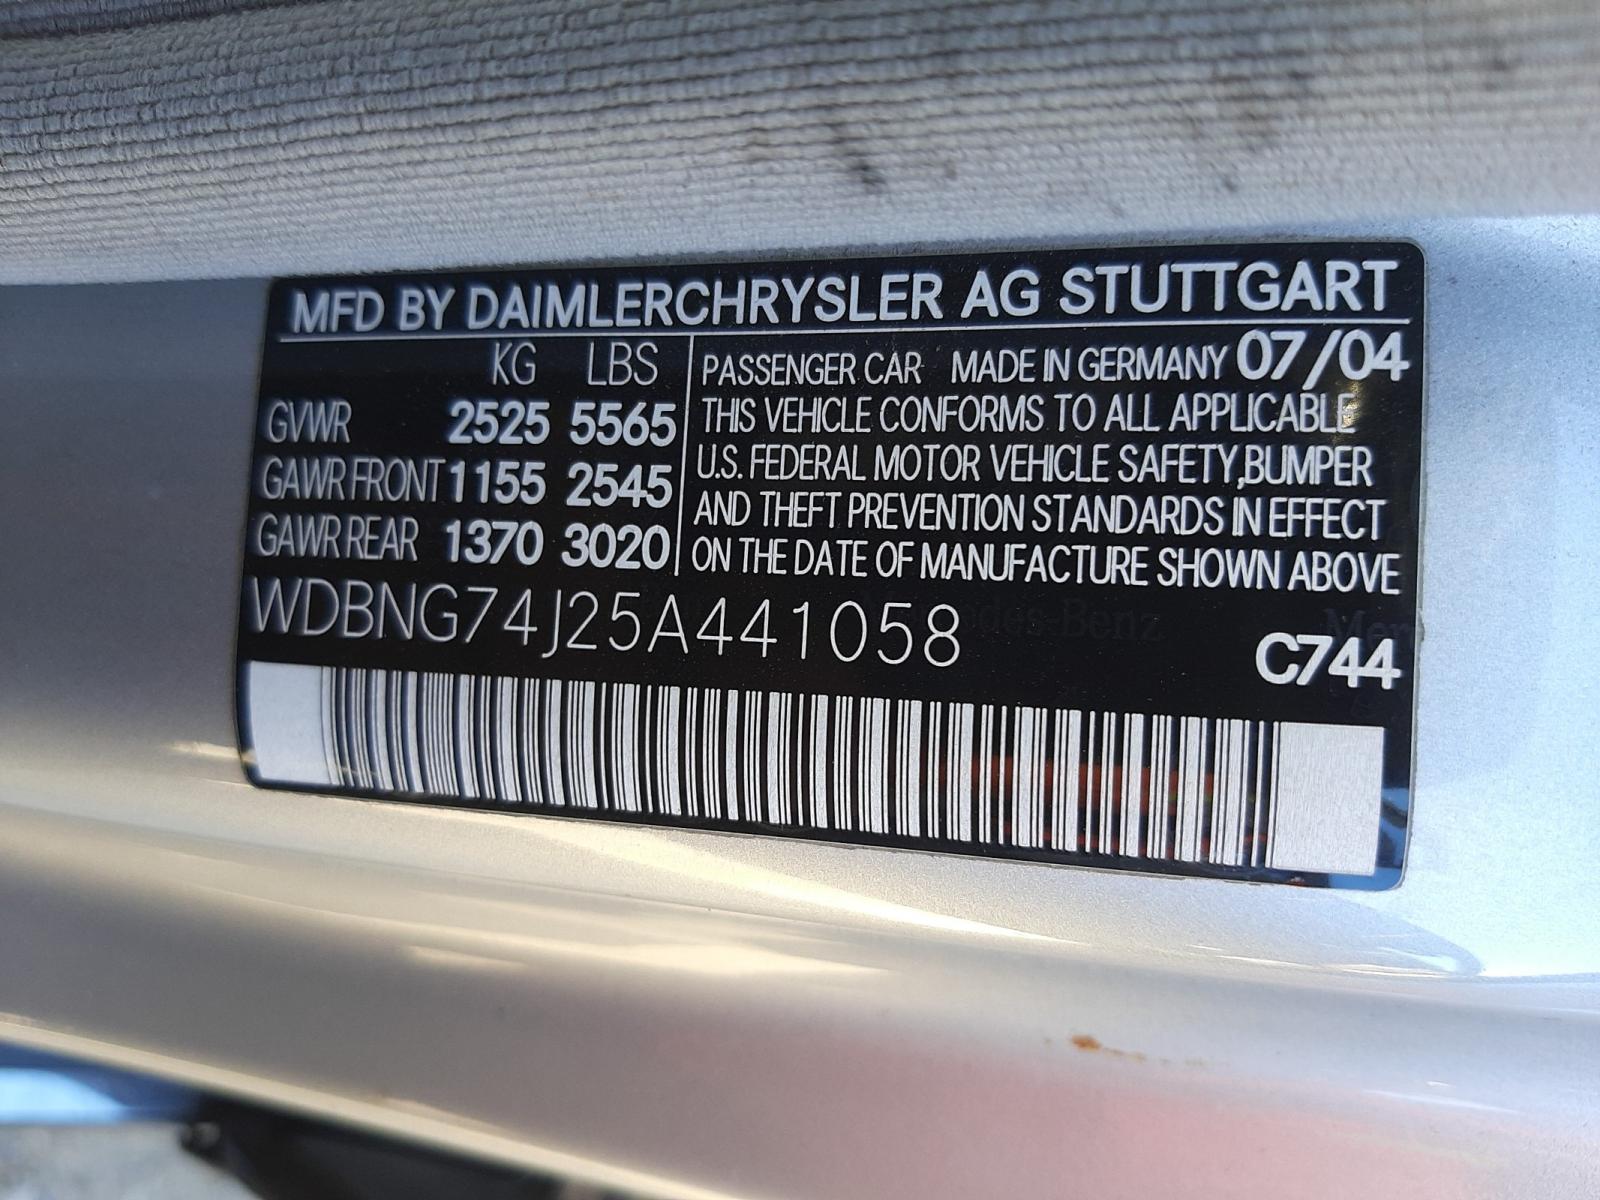 MFD BY DAIMLERCHRYSLER AG STUTTGART
KG LBS
GVWR 2525 5565
GAWR FRONT 1155 2545
GAWR REAR 1370 3020
PASSENGER CAR MADE IN GERMANY 07/04
THIS VEHICLE CONFORMS TO ALL APPLICABLE
U.S. FEDERAL MOTOR VEHICLE SAFETY,BUMPER
AND THEFT PREVENTION STANDARDS IN EFFECT
ON THE DATE OF MANUFACTURE SHOWN ABOVE
WDBNG74J25A441058
Mercedes-Benz
C744